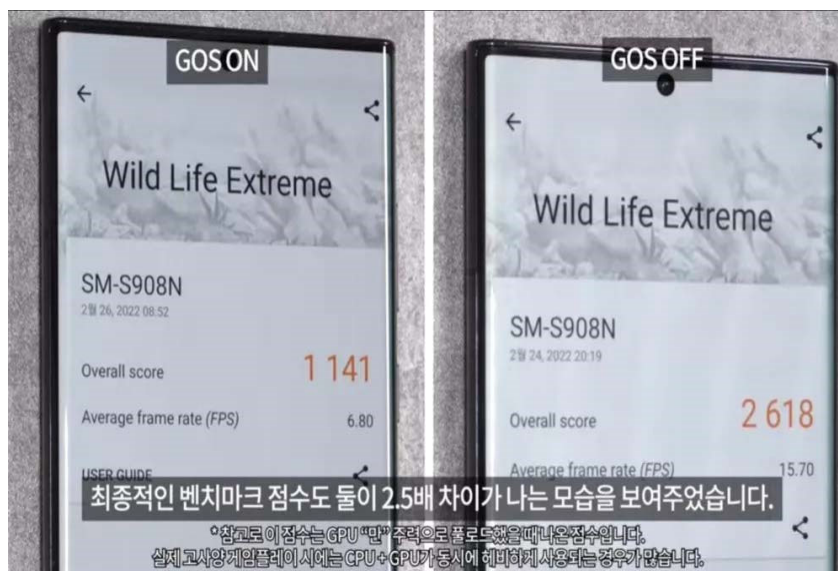 GOS ON
Wild Life Extreme
SM-S908N
2월 26, 2022 08:52
Overall score
1 141
Average frame rate (FPS)
6.80
USER GUIDE
GOS OFF
Wild Life Extreme
SM-S908N
2월 24, 2022 20:19
Overall score
2 618
Average frame rate (FPS)
15.70
최종적인 벤치마크 점수도 둘이 2.5배 차이가 나는 모습을 보여주었습니다.
* 참고로 이 점수는 GPU “만” 주력으로 풀로드했을 때 나온 점수입니다.
실제 고사양 게임플레이 시에는 CPU + GPU가 동시에 헤비하게 사용되는 경우가 많습니다.